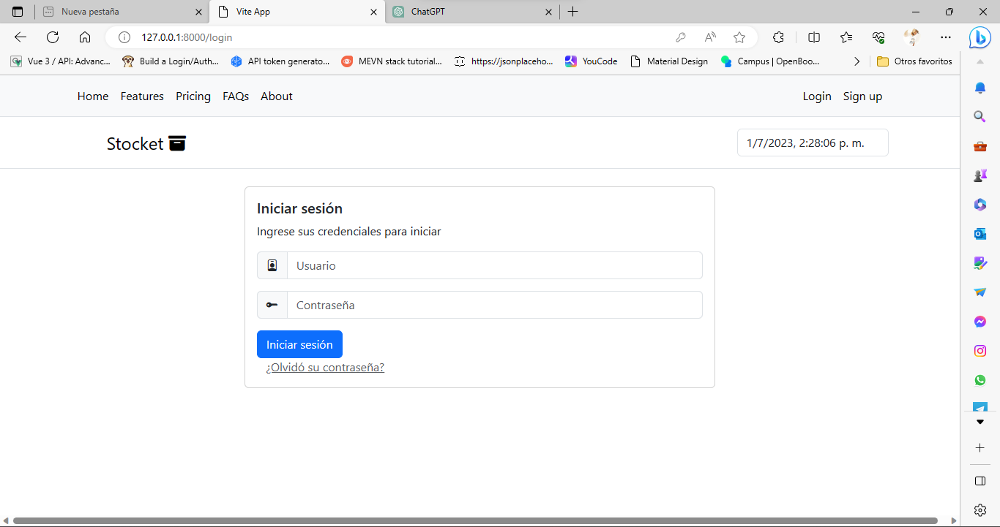 Nueva pestaña
Vite App
ChatGPT
127.0.0.1:8000/login
Vue 3 / API: Advanc...
Build a Login/Auth...
API token generato...
MEVN stack tutorial...
https://jsonplaceho...
YouCode
Material Design
Campus | OpenBoo...
Otros favoritos
Home Features Pricing FAQs About
Login Sign up
Stocket
1/7/2023, 2:28:06 p. m.
Iniciar sesión
Ingrese sus credenciales para iniciar
Usuario
Contraseña
Iniciar sesión
¿Olvidó su contraseña?